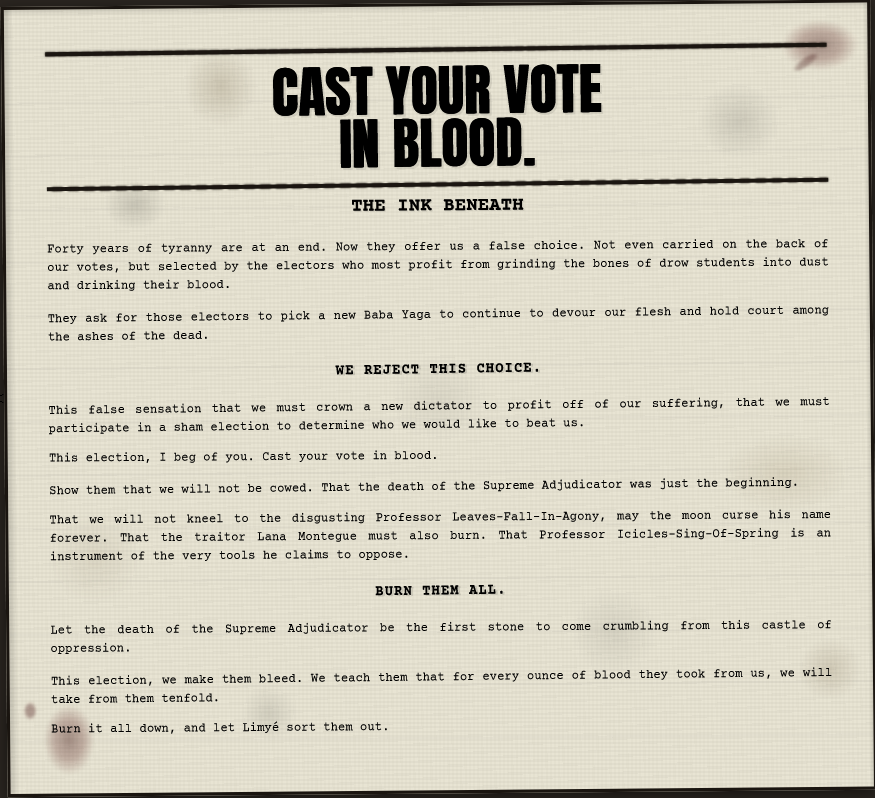 CAST YOUR VOTE
IN BLOOD.
THE INK BENEATH
Forty years of tyranny are at an end. Now they offer us a false choice. Not even carried on the back of
our votes, but selected by the electors who most profit from grinding the bones of drow students into dust
and drinking their blood.
They ask for those electors to pick a new Baba Yaga to continue to devour our flesh and hold court among
the ashes of the dead.
WE REJECT THIS CHOICE.
This false sensation that we must crown a new dictator to profit off of our suffering, that we must
participate in a sham election to determine who we would like to beat us.
This election, I beg of you. Cast your vote in blood.
Show them that we will not be cowed. That the death of the Supreme Adjudicator was just the beginning.
That we will not kneel to the disgusting Professor Leaves-Fall-In-Agony, may the moon curse his name
forever. That the traitor Lana Montegue must also burn. That Professor Icicles-Sing-Of-Spring is an
instrument of the very tools he claims to oppose.
BURN THEM ALL.
Let the death of the Supreme Adjudicator be the first stone to come crumbling from this castle of
oppression.
This election, we make them bleed. We teach them that for every ounce of blood they took from us, we will
take from them tenfold.
Burn it all down, and let Limyé sort them out.